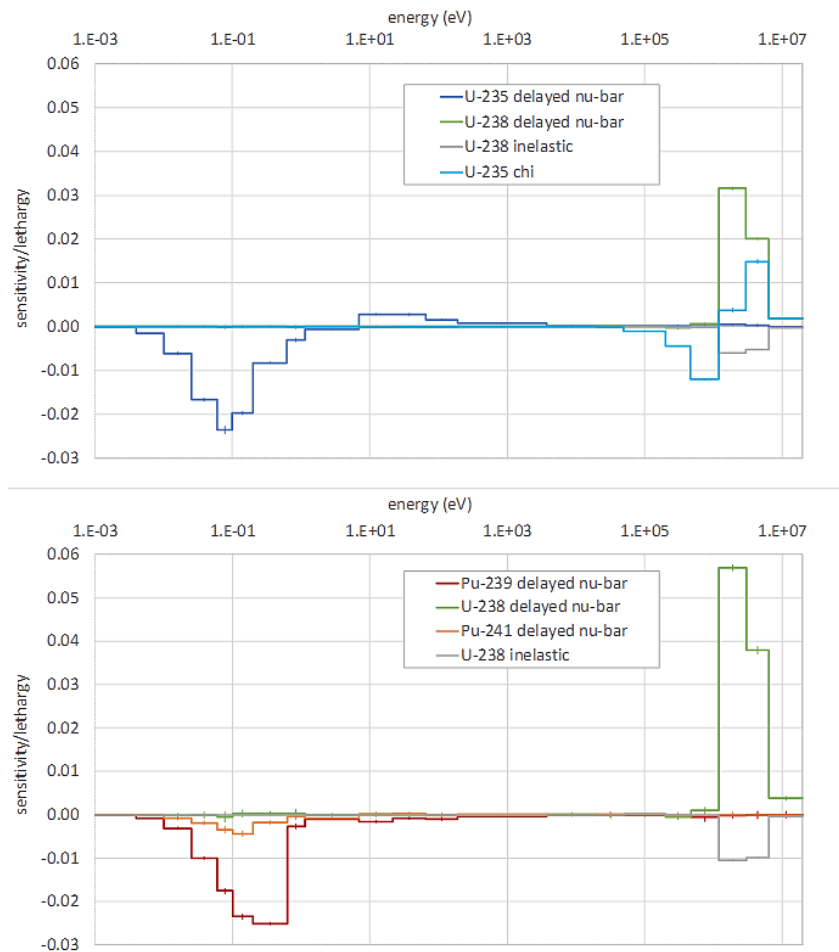 energy (eV)
1.E-03 1.E-01 1.E+01 1.E+03 1.E+05 1.E+07
0.06
0.05
0.04
0.03
0.02
0.01
0.00
-0.01
-0.02
-0.03
sensitivity/lethargy
U-235 delayed nu-bar
U-238 delayed nu-bar
U-238 inelastic
U-235 chi
energy (eV)
1.E-03 1.E-01 1.E+01 1.E+03 1.E+05 1.E+07
0.06
0.05
0.04
0.03
0.02
0.01
0.00
-0.01
-0.02
-0.03
sensitivity/lethargy
Pu-239 delayed nu-bar
U-238 delayed nu-bar
Pu-241 delayed nu-bar
U-238 inelastic